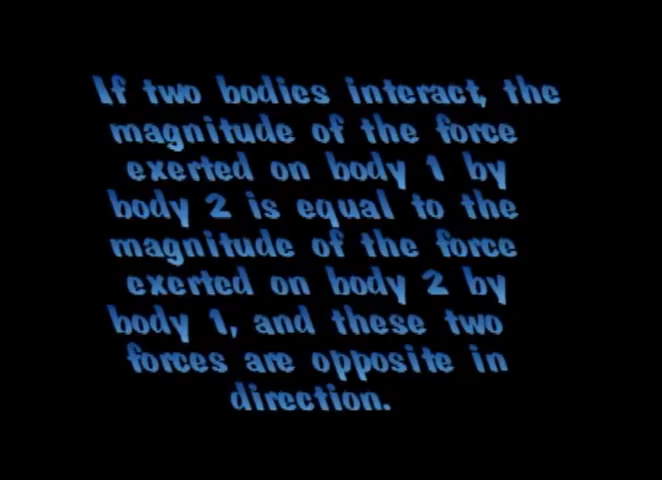 If two bodies interact, the
magnitude of the force
exerted on body 1 by
body 2 is equal to the
magnitude of the force
exerted on body 2 by
body 1, and these two
forces are opposite in
direction.